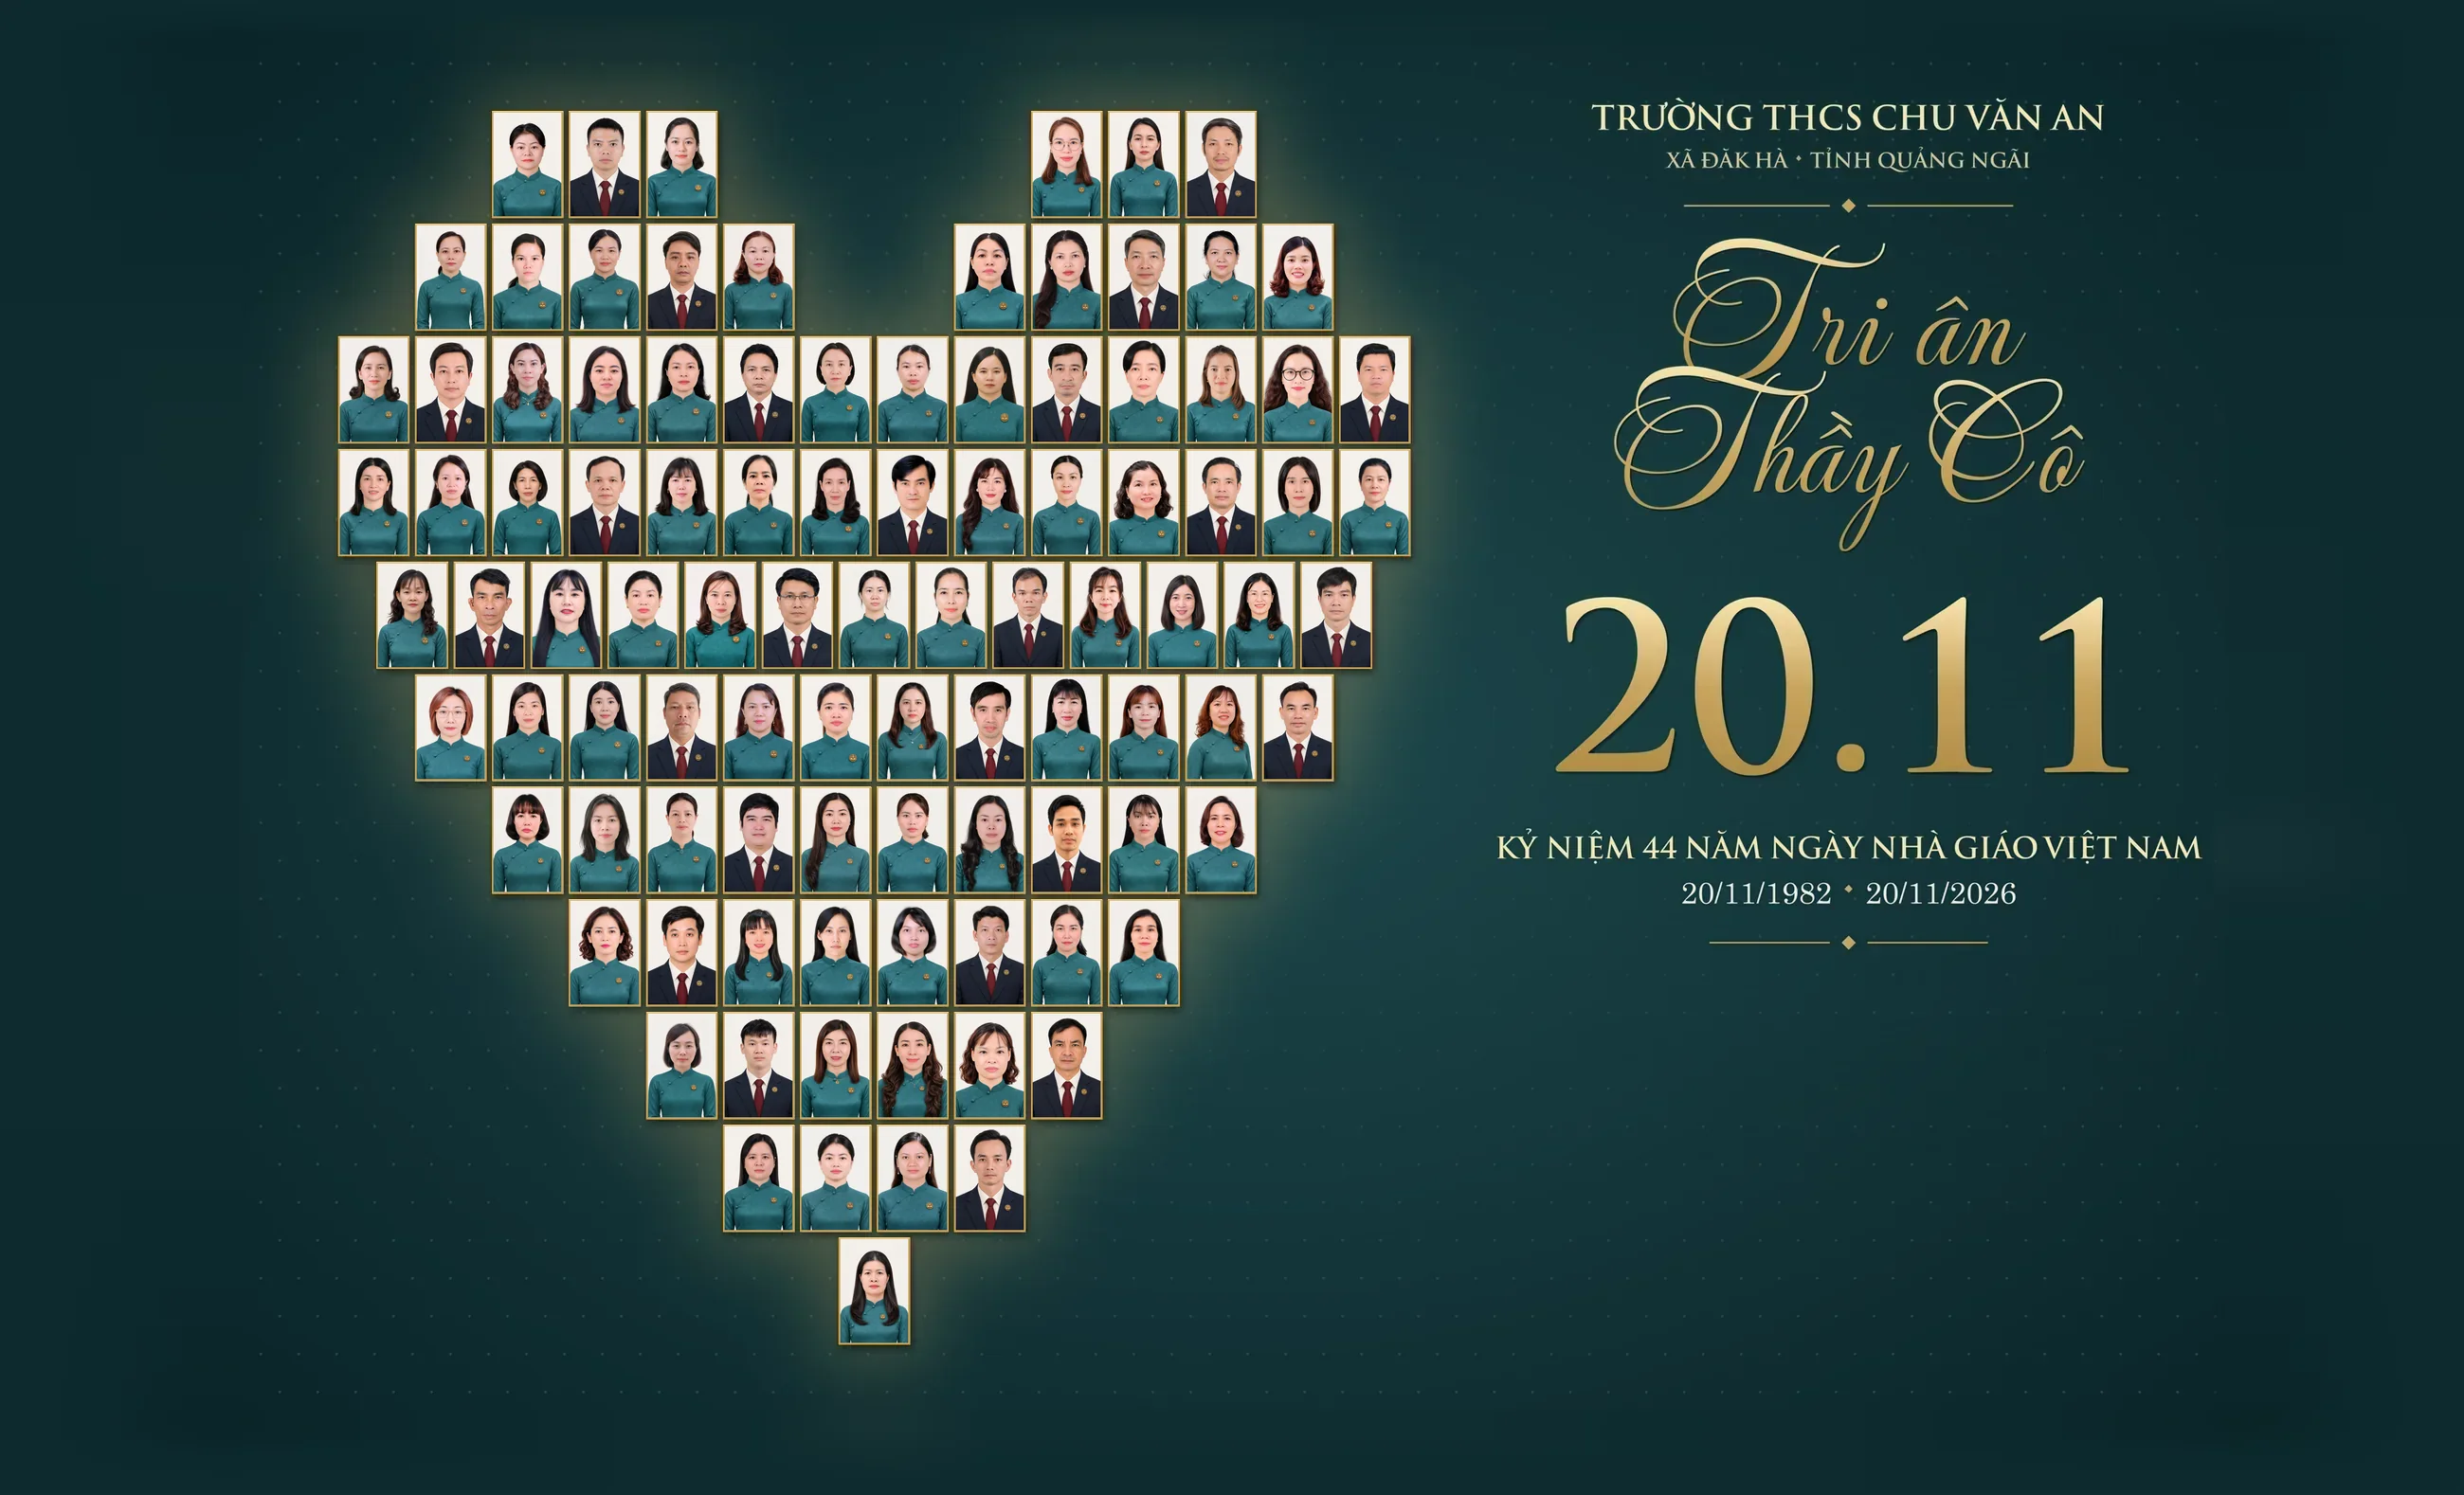 TRƯỜNG THCS CHU VĂN AN
XÃ ĐĂK HÀ • TỈNH QUẢNG NGÃI
Tri ân
Thầy Cô
20.11
KỶ NIỆM 44 NĂM NGÀY NHÀ GIÁO VIỆT NAM
20/11/1982 • 20/11/2026